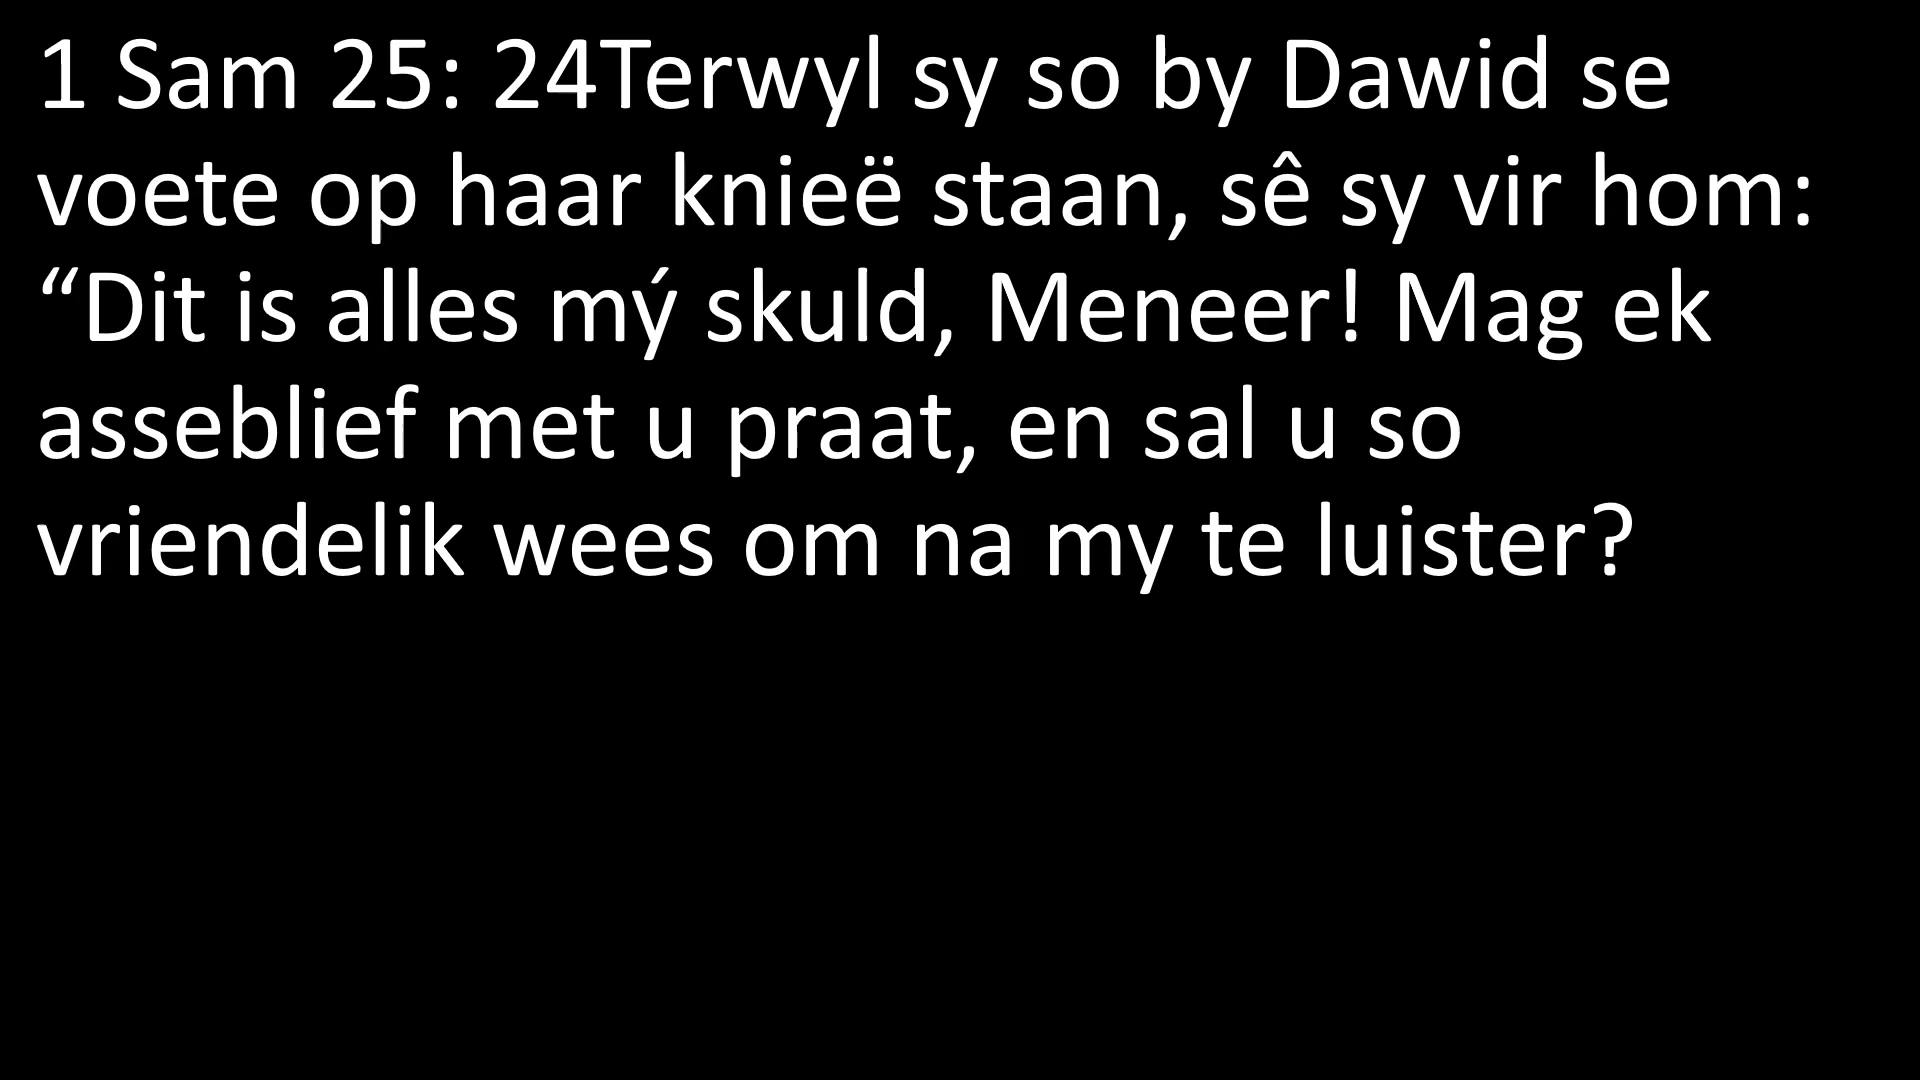 1 Sam 25: 24Terwyl sy so by Dawid se
voete op haar knieë staan, sê sy vir hom:
“Dit is alles mý skuld, Meneer! Mag ek
asseblief met u praat, en sal u so
vriendelik wees om na my te luister?